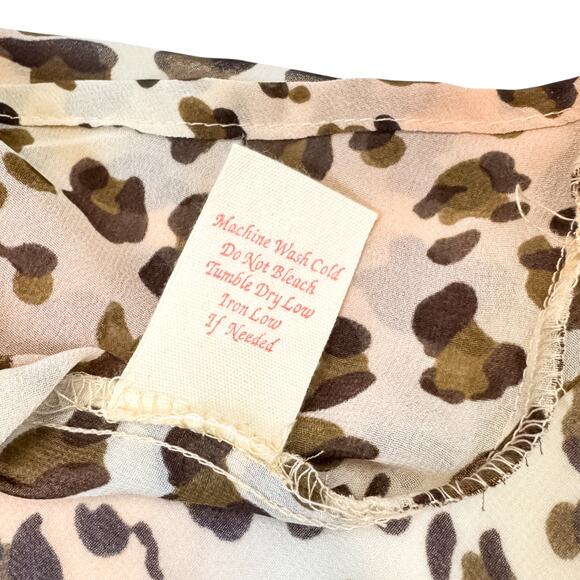 Machine Wash Cold
Do Not Bleach
Tumble Dry Low
Iron Low
If Needed